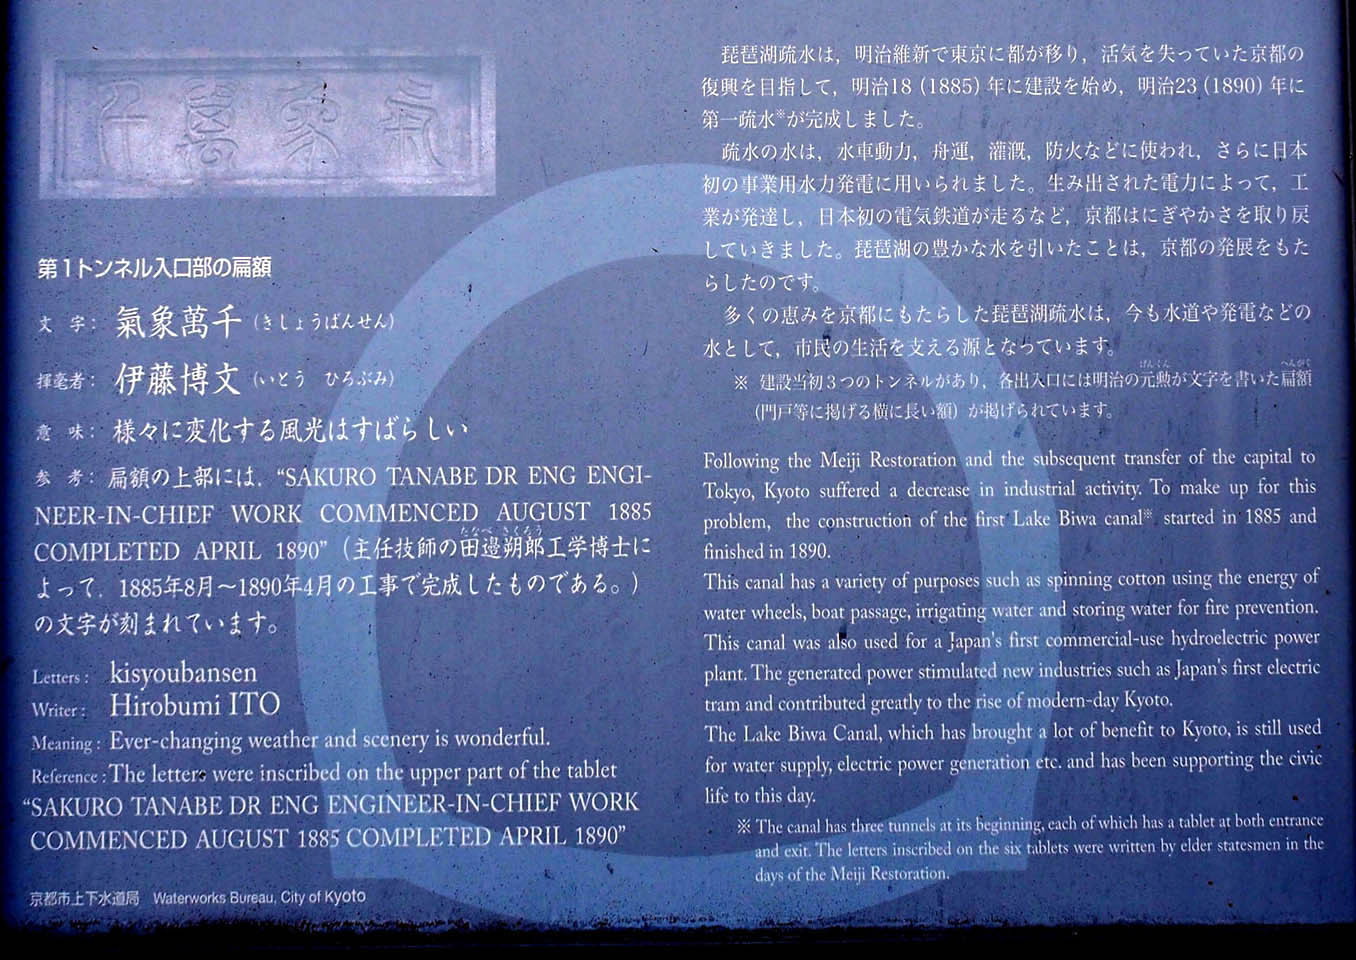 千萬象氣
第1トンネル入口部の扁額
文 字： 氣象萬千（きしょうばんせん）
揮毫者： 伊藤博文（いとう ひろぶみ）
意 味： 様々に変化する風光はすばらしい
参 考： 扁額の上部には，“SAKURO TANABE DR ENG ENGI-
NEER-IN-CHIEF WORK COMMENCED AUGUST 1885
たなべ さくろう
COMPLETED APRIL 1890”（主任技師の田邉朔郎工学博士に
よって，1885年8月～1890年4月の工事で完成したものである。）
の文字が刻まれています。
Letters : kisyoubansen
Writer : Hirobumi ITO
Meaning : Ever-changing weather and scenery is wonderful.
Reference : The letters were inscribed on the upper part of the tablet
“SAKURO TANABE DR ENG ENGINEER-IN-CHIEF WORK
COMMENCED AUGUST 1885 COMPLETED APRIL 1890”
京都市上下水道局 Waterworks Bureau, City of Kyoto
琵琶湖疏水は，明治維新で東京に都が移り，活気を失っていた京都の
復興を目指して，明治18（1885）年に建設を始め，明治23（1890）年に
第一疏水※が完成しました。
疏水の水は，水車動力，舟運，灌漑，防火などに使われ，さらに日本
初の事業用水力発電に用いられました。生み出された電力によって，工
業が発達し，日本初の電気鉄道が走るなど，京都はにぎやかさを取り戻
していきました。琵琶湖の豊かな水を引いたことは，京都の発展をもた
らしたのです。
多くの恵みを京都にもたらした琵琶湖疏水は，今も水道や発電などの
水として，市民の生活を支える源となっています。
げんくん へんがく
※ 建設当初３つのトンネルがあり，各出入口には明治の元勲が文字を書いた扁額
（門戸等に掲げる横に長い額）が掲げられています。
Following the Meiji Restoration and the subsequent transfer of the capital to
Tokyo, Kyoto suffered a decrease in industrial activity. To make up for this
problem, the construction of the first Lake Biwa canal※ started in 1885 and
finished in 1890.
This canal has a variety of purposes such as spinning cotton using the energy of
water wheels, boat passage, irrigating water and storing water for fire prevention.
This canal was also used for a Japan's first commercial-use hydroelectric power
plant. The generated power stimulated new industries such as Japan's first electric
tram and contributed greatly to the rise of modern-day Kyoto.
The Lake Biwa Canal, which has brought a lot of benefit to Kyoto, is still used
for water supply, electric power generation etc. and has been supporting the civic
life to this day.
※ The canal has three tunnels at its beginning, each of which has a tablet at both entrance
and exit. The letters inscribed on the six tablets were written by elder statesmen in the
days of the Meiji Restoration.